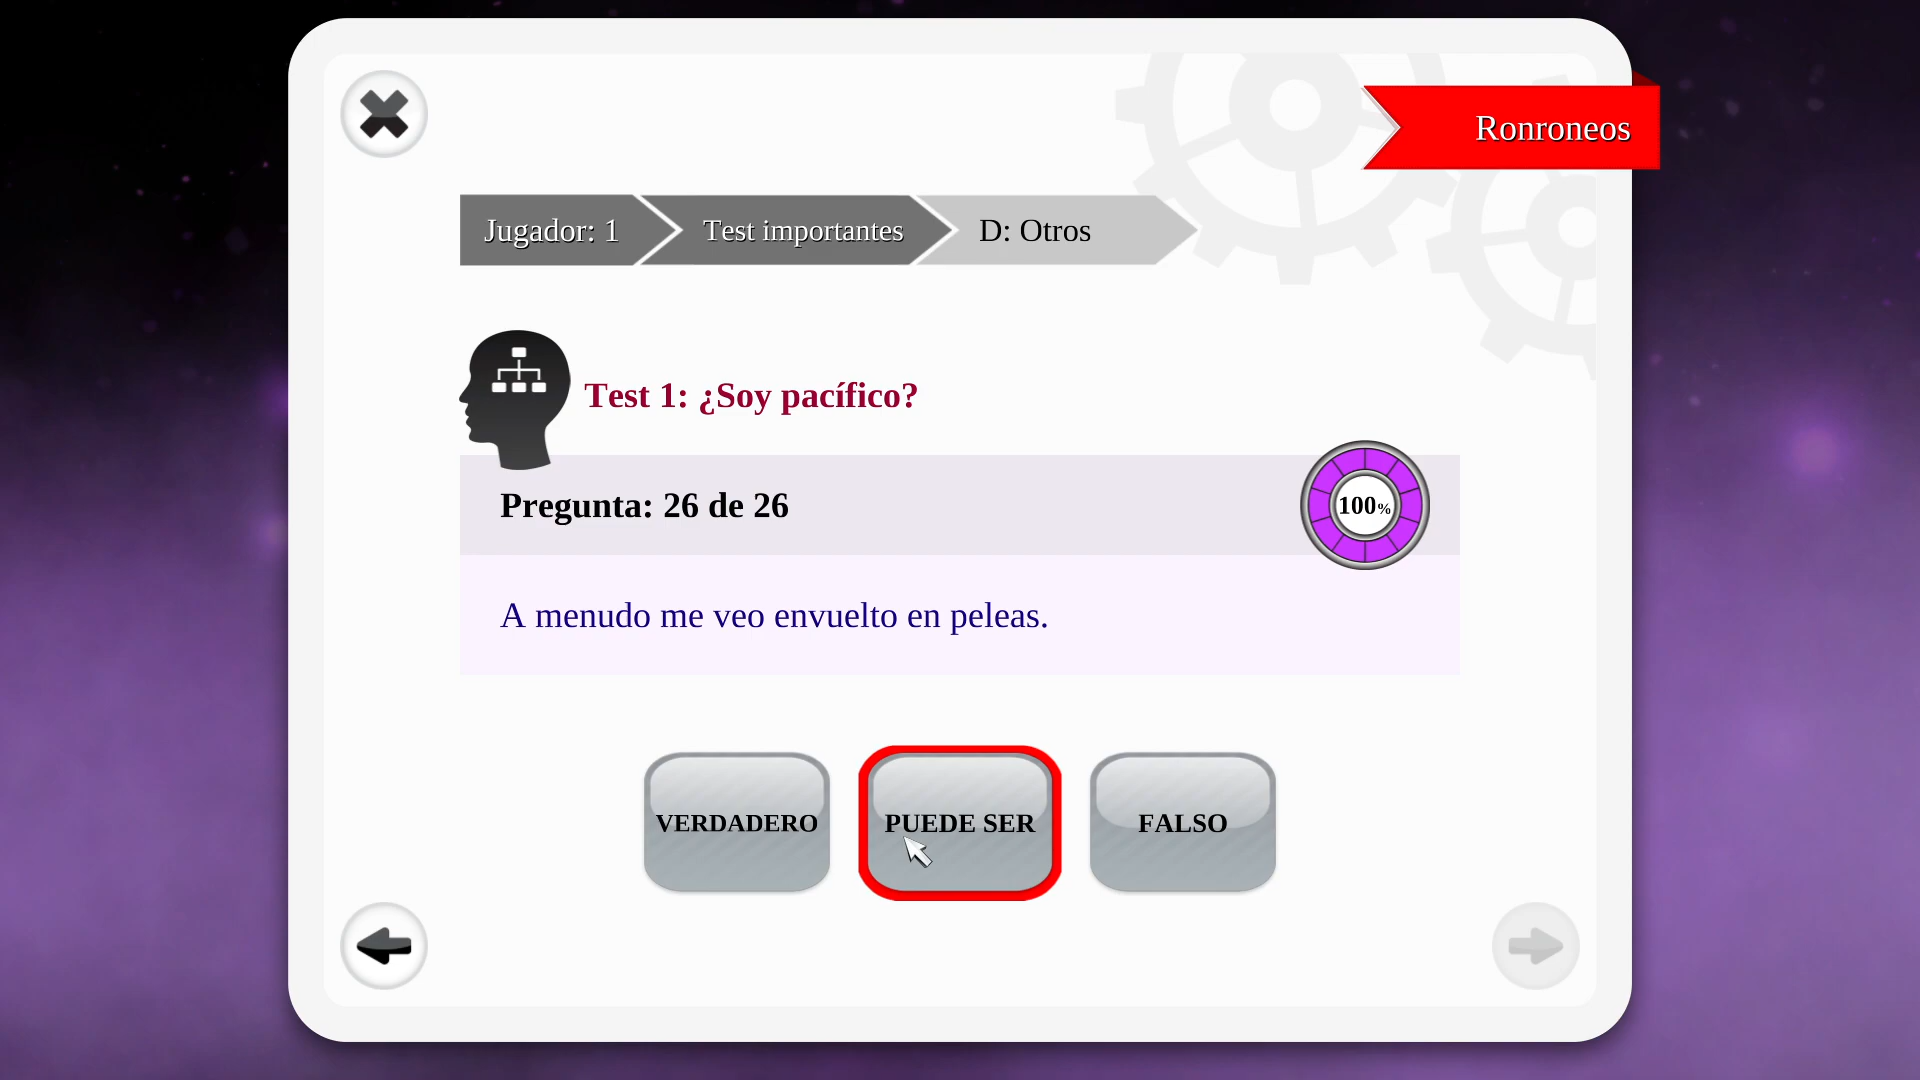 Ronroneos
Jugador: 1
Test importantes
D: Otros
Test 1: ¿Soy pacífico?
Pregunta: 26 de 26
100%
A menudo me veo envuelto en peleas.
VERDADERO
PUEDE SER
FALSO